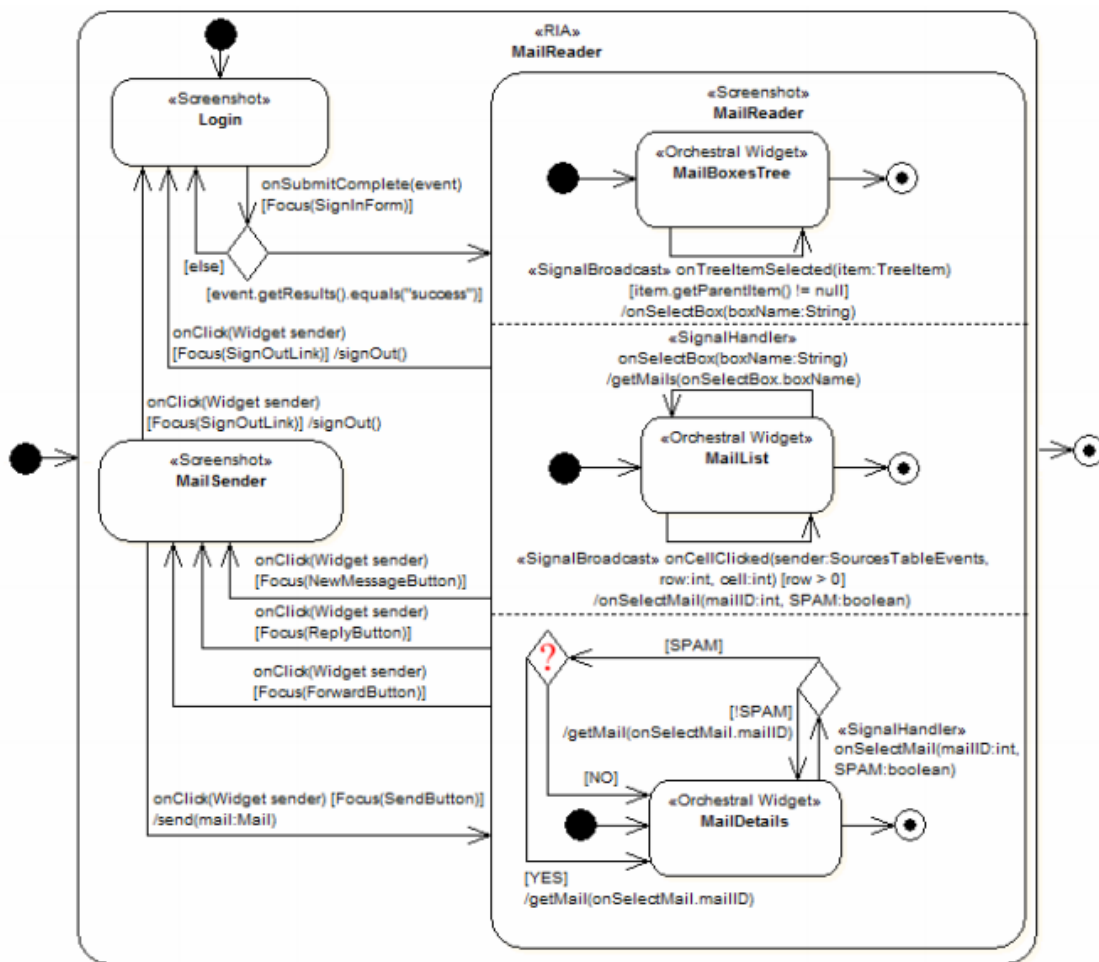 «RIA»
MailReader
«Screenshot»
Login
onSubmitComplete(event)
[Focus(SignInForm)]
[else]
[event.getResults().equals("success")]
onClick(Widget sender)
[Focus(SignOutLink)] /signOut()
onClick(Widget sender)
[Focus(SignOutLink)] /signOut()
«Screenshot»
MailSender
onClick(Widget sender)
[Focus(NewMessageButton)]
onClick(Widget sender)
[Focus(ReplyButton)]
onClick(Widget sender)
[Focus(ForwardButton)]
onClick(Widget sender) [Focus(SendButton)]
/send(mail:Mail)
«Screenshot»
MailReader
«Orchestral Widget»
MailBoxesTree
«SignalBroadcast» onTreeItemSelected(item:TreeItem)
[item.getParentItem() != null]
/onSelectBox(boxName:String)
«SignalHandler»
onSelectBox(boxName:String)
/getMails(onSelectBox.boxName)
«Orchestral Widget»
MailList
«SignalBroadcast» onCellClicked(sender:SourcesTableEvents,
row:int, cell:int) [row > 0]
/onSelectMail(mailID:int, SPAM:boolean)
[SPAM]
?
[!SPAM]
/getMail(onSelectMail.mailID)
«SignalHandler»
onSelectMail(mailID:int,
SPAM:boolean)
[NO]
«Orchestral Widget»
MailDetails
[YES]
/getMail(onSelectMail.mailID)